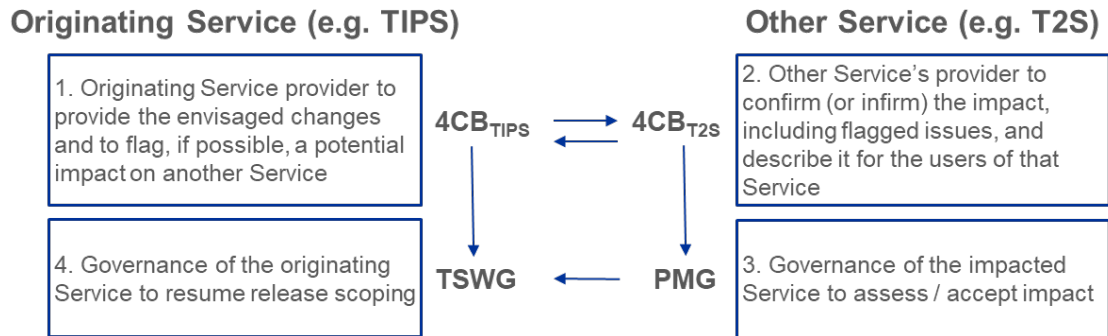 Originating Service (e.g. TIPS)
Other Service (e.g. T2S)
1. Originating Service provider to
provide the envisaged changes
and to flag, if possible, a potential
impact on another Service
4CBTIPS
4CBT2S
2. Other Service's provider to
confirm (or infirm) the impact,
including flagged issues, and
describe it for the users of that
Service
4. Governance of the originating
Service to resume release scoping
TSWG
PMG
3. Governance of the impacted
Service to assess / accept impact